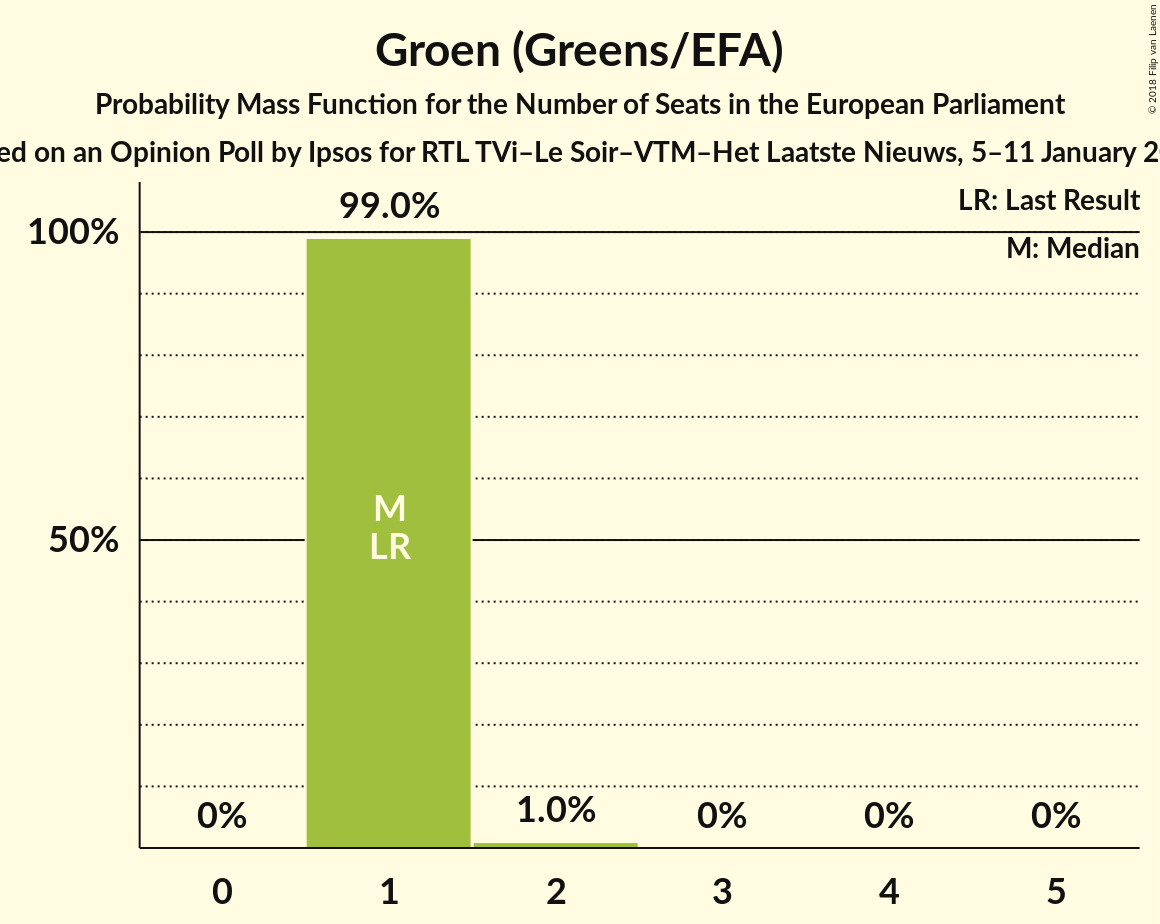 Groen (Greens/EFA)
Probability Mass Function for the Number of Seats in the European Parliament
on an Opinion Poll by Ipsos for RTL TVi–Le Soir–VTM–Het Laatste Nieuws, 5–11 January
© 2018 Filip van Laenen
LR: Last Result
M: Median
100%
50%
99.0%
M
LR
0%
1.0%
0%
0%
0%
0
1
2
3
4
5